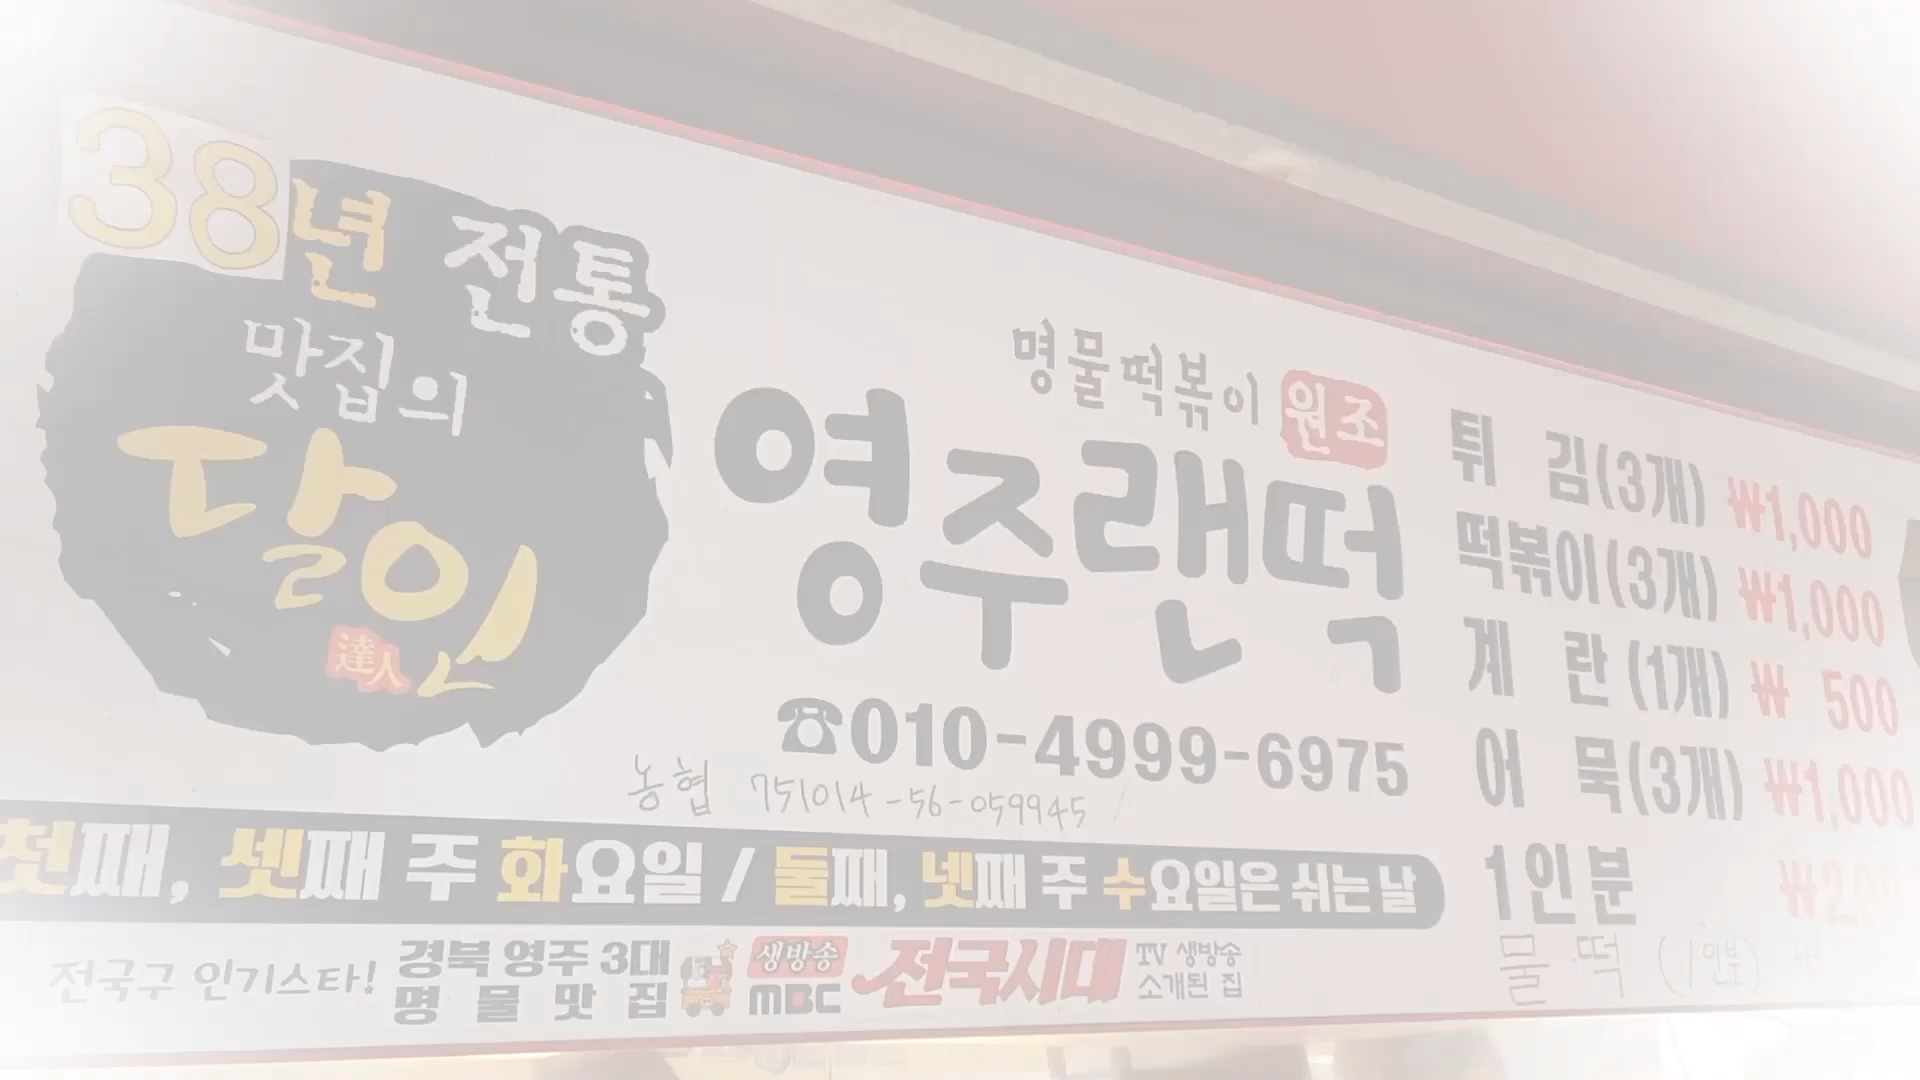 38년 전통
맛집의
달인
達人
명물떡볶이 원조
영주랜떡
☎010-4999-6975
농협 751014-56-059945
튀 김(3개) ₩1,000
떡볶이(3개) ₩1,000
계 란(1개) ₩ 500
어 묵(3개) ₩1,000
1인분
물떡 (1인분)
첫째, 셋째 주 화요일 / 둘째, 넷째 주 수요일은 쉬는 날
전국구 인기스타!
경북 영주 3대
명물맛집
생방송
MBC
전국시대
TV 생방송
소개된 집